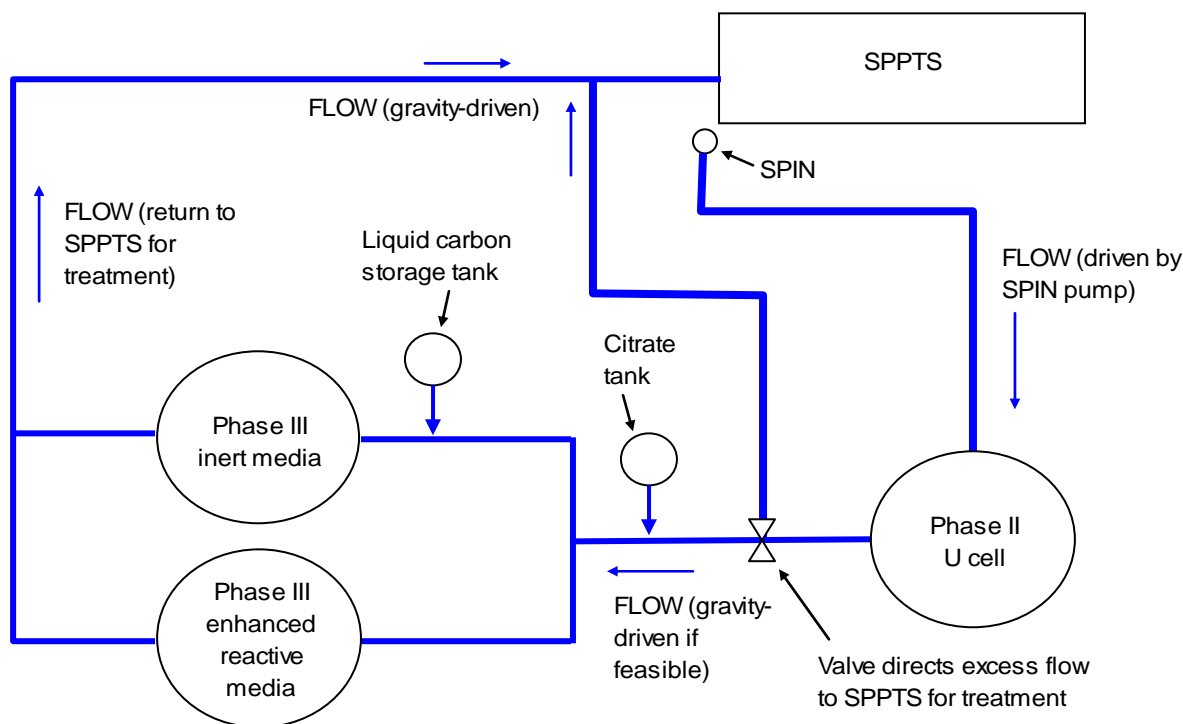 SPPTS
FLOW (gravity-driven)
SPIN
FLOW (return to
SPPTS for
treatment)
Liquid carbon
storage tank
FLOW (driven by
SPIN pump)
Citrate
tank
Phase III
inert media
Phase II
U cell
Phase III
enhanced
reactive
media
FLOW (gravity-
driven if
feasible)
Valve directs excess flow
to SPPTS for treatment